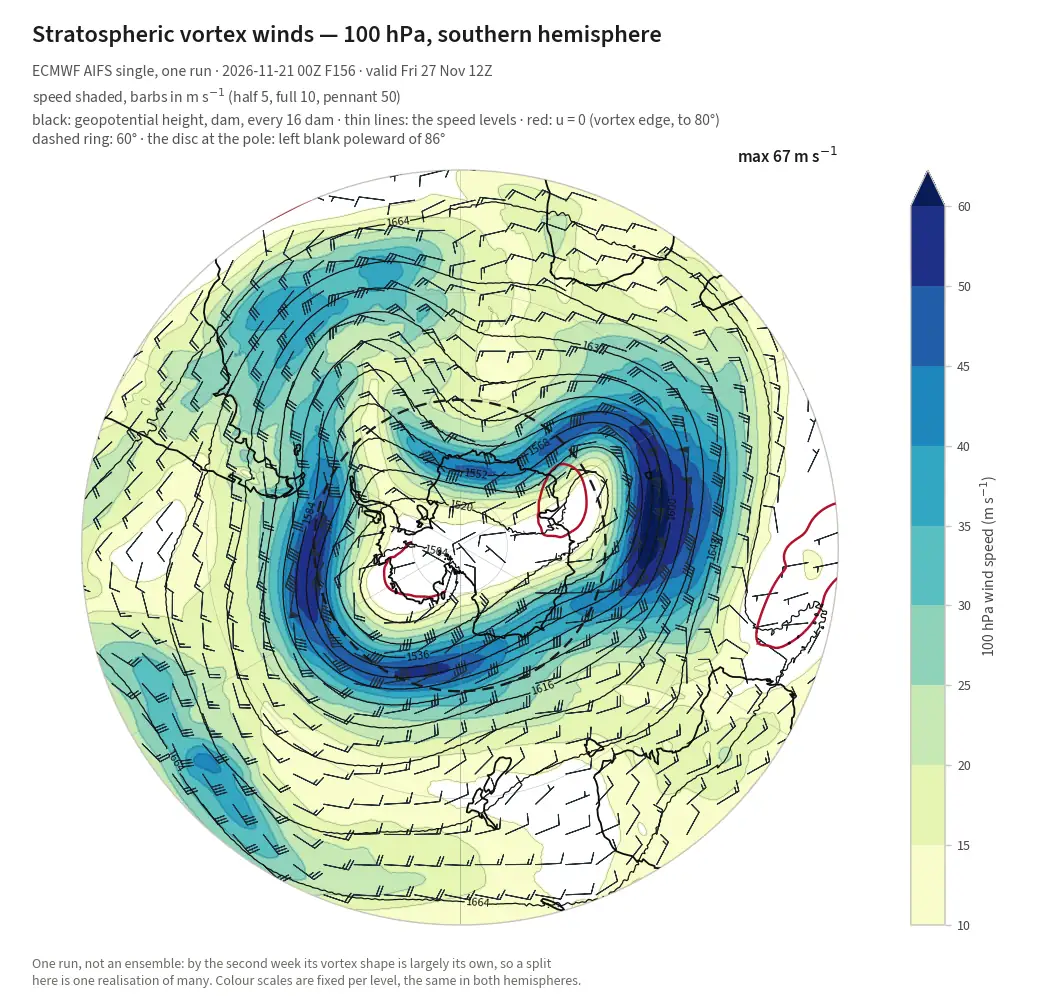 Stratospheric vortex winds — 100 hPa, southern hemisphere
ECMWF AIFS single, one run · 2026-11-21 00Z F156 · valid Fri 27 Nov 12Z
speed shaded, barbs in m s⁻¹ (half 5, full 10, pennant 50)
black: geopotential height, dam, every 16 dam · thin lines: the speed levels · red: u = 0 (vortex edge, to 80°)
dashed ring: 60° · the disc at the pole: left blank poleward of 86°
max 67 m s⁻¹
1664
1568
1552
1520
1504
1584
1648
1536
1616
1664
1664
60
50
45
40
35
30
25
20
15
10
100 hPa wind speed (m s⁻¹)
One run, not an ensemble: by the second week its vortex shape is largely its own, so a split
here is one realisation of many. Colour scales are fixed per level, the same in both hemispheres.